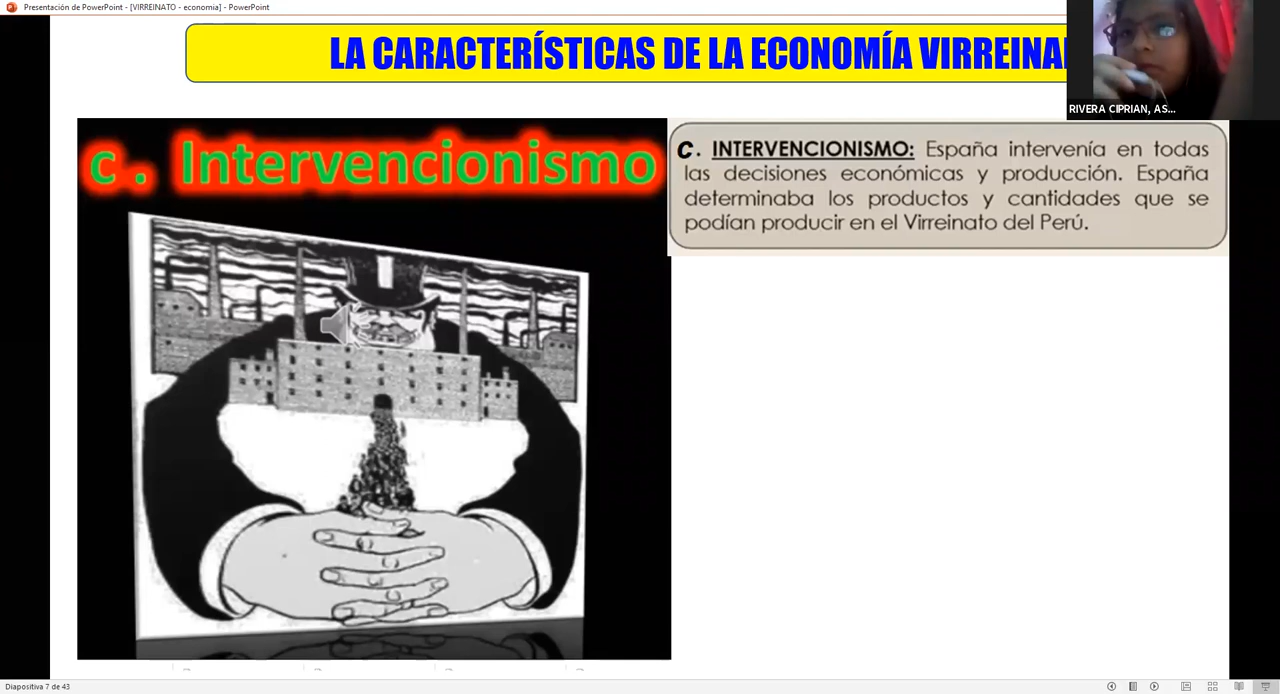 Presentación de PowerPoint - [VIRREINATO - economia] - PowerPoint
LA CARACTERÍSTICAS DE LA ECONOMÍA VIRREINA
RIVERA CIPRIAN, AS...
c. Intervencionismo
C. INTERVENCIONISMO: España intervenía en todas
las decisiones económicas y producción. España
determinaba los productos y cantidades que se
podían producir en el Virreinato del Perú.
Diapositiva 7 de 43